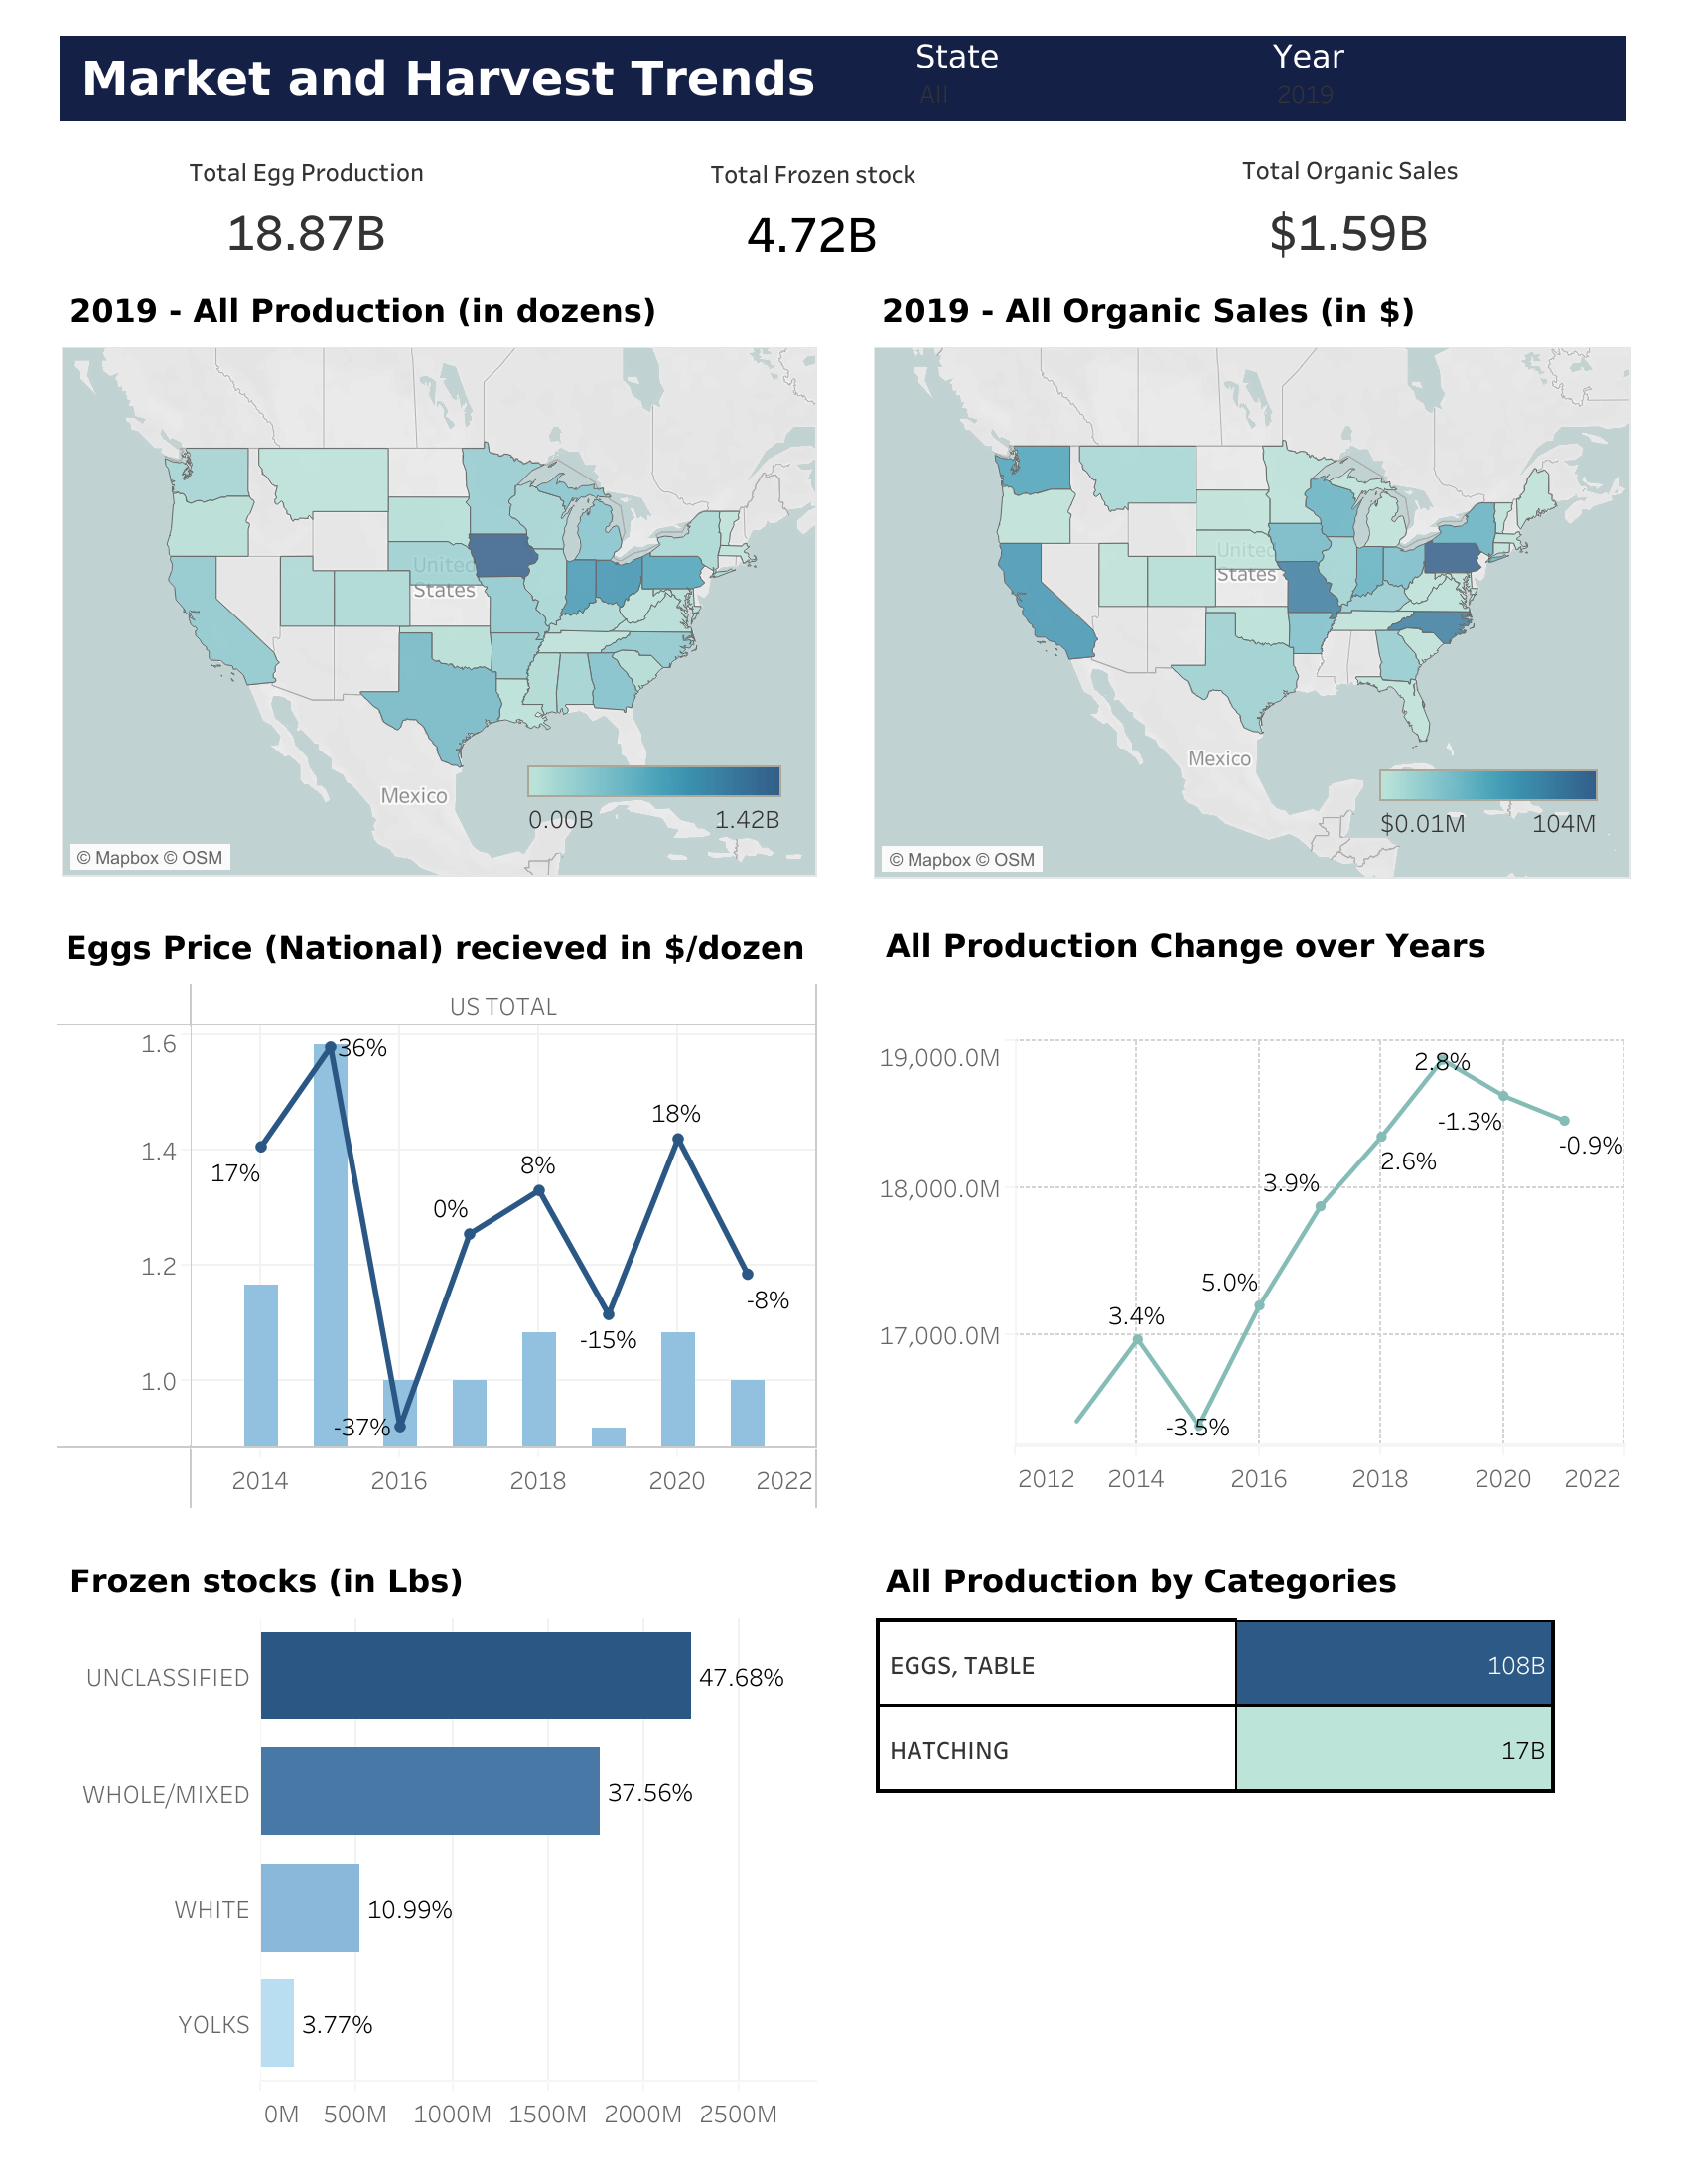 Market and Harvest Trends
State
All
Year
2019
Total Egg Production
18.87B
Total Frozen stock
4.72B
Total Organic Sales
$1.59B
2019 - All Production (in dozens)
United
States
Mexico
0.00B
1.42B
© Mapbox © OSM
2019 - All Organic Sales (in $)
United
States
Mexico
$0.01M
104M
© Mapbox © OSM
Eggs Price (National) recieved in $/dozen
US TOTAL
1.6
1.4
1.2
1.0
17%
36%
-37%
0%
8%
-15%
18%
-8%
2014
2016
2018
2020
2022
All Production Change over Years
19,000.0M
18,000.0M
17,000.0M
3.4%
-3.5%
5.0%
3.9%
2.6%
2.8%
-1.3%
-0.9%
2012
2014
2016
2018
2020
2022
Frozen stocks (in Lbs)
UNCLASSIFIED
47.68%
WHOLE/MIXED
37.56%
WHITE
10.99%
YOLKS
3.77%
0M
500M
1000M
1500M
2000M
2500M
All Production by Categories
EGGS, TABLE
108B
HATCHING
17B